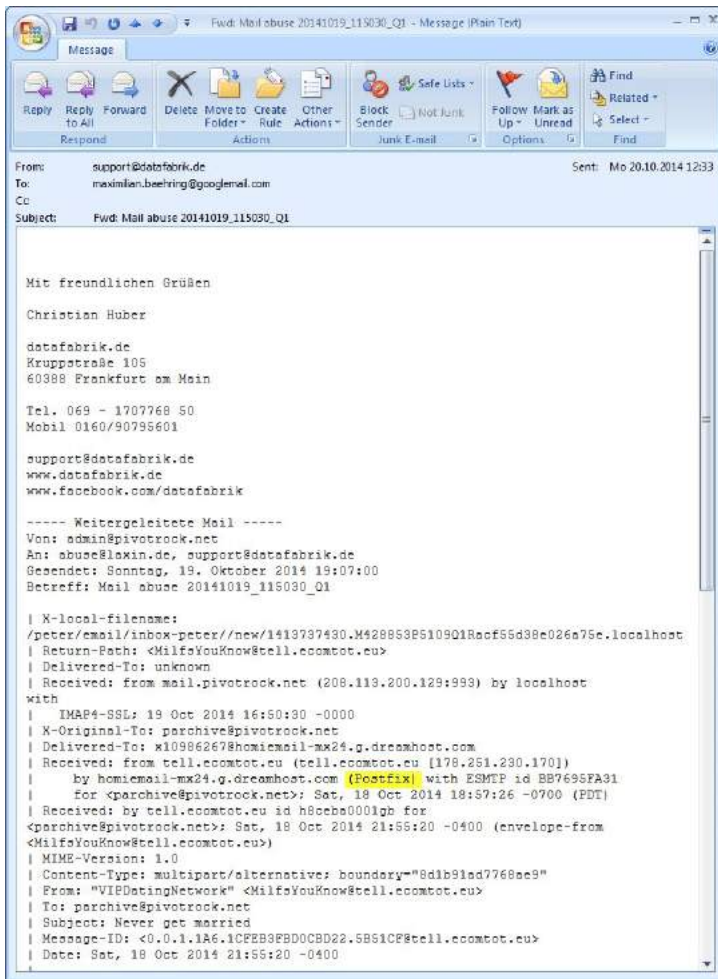 Fwd: Mail abuse 20141019_115030_Q1 - Message (Plain Text)
Message
Reply
Reply to All
Forward
Delete
Move to Folder
Create Rule
Other Actions
Block Sender
Safe Lists
Not Junk
Follow Up
Mark as Unread
Find
Related
Select
Respond
Actions
Junk E-mail
Options
Find
From: support@datafabrik.de Sent: Mo 20.10.2014 12:33
To: maximilian.baehring@googlemail.com
Cc:
Subject: Fwd: Mail abuse 20141019_115030_Q1
Mit freundlichen Grüßen
Christian Huber
datafabrik.de
Kruppstraße 105
60388 Frankfurt am Main
Tel. 069 - 1707768 50
Mobil 0160/90795601
support@datafabrik.de
www.datafabrik.de
www.facebook.com/datafabrik
----- Weitergeleitete Mail -----
Von: admin@pivotrock.net
An: abuse@laxin.de, support@datafabrik.de
Gesendet: Sonntag, 19. Oktober 2014 19:07:00
Betreff: Mail abuse 20141019_115030_Q1
| X-local-filename:
/peter/email/inbox-peter//new/1413737430.M428853P5109Q1Racf55d38e026a75e.localhost
| Return-Path: <MilfsYouKnow@tell.ecomtot.eu>
| Delivered-To: unknown
| Received: from mail.pivotrock.net (208.113.200.129:993) by localhost
with
| IMAP4-SSL; 19 Oct 2014 16:50:30 -0000
| X-Original-To: parchive@pivotrock.net
| Delivered-To: x10986267@homiemail-mx24.g.dreamhost.com
| Received: from tell.ecomtot.eu (tell.ecomtot.eu [178.251.230.170])
| by homiemail-mx24.g.dreamhost.com (Postfix) with ESMTP id BB7695FA31
| for <parchive@pivotrock.net>; Sat, 18 Oct 2014 18:57:26 -0700 (PDT)
| Received: by tell.ecomtot.eu id h8ceba0001gb for
<parchive@pivotrock.net>; Sat, 18 Oct 2014 21:55:20 -0400 (envelope-from
<MilfsYouKnow@tell.ecomtot.eu>)
| MIME-Version: 1.0
| Content-Type: multipart/alternative; boundary="8d1b91ad7768ae9"
| From: "VIPDatingNetwork" <MilfsYouKnow@tell.ecomtot.eu>
| To: parchive@pivotrock.net
| Subject: Never get married
| Message-ID: <0.0.1.1A6.1CFEB3FBD0CBD22.5B51CF@tell.ecomtot.eu>
| Date: Sat, 18 Oct 2014 21:55:20 -0400
|